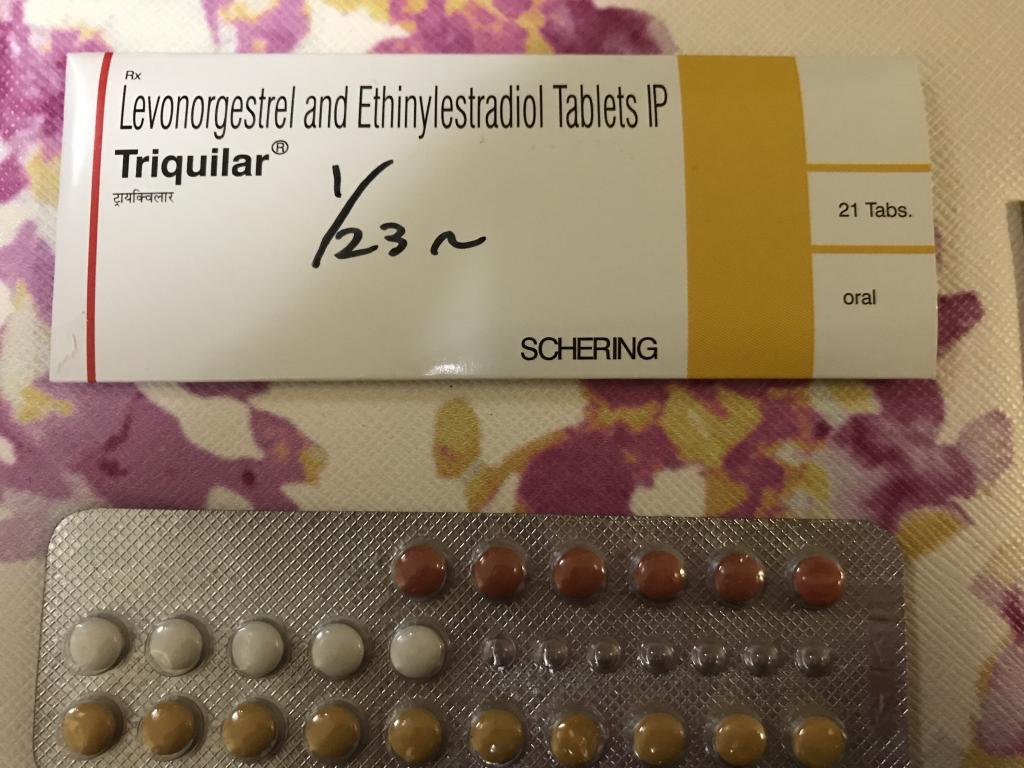 Rx
Levonorgestrel and Ethinylestradiol Tablets IP
Triquilar®
ट्रायक्विलार
1/23 ~
21 Tabs.
oral
SCHERING